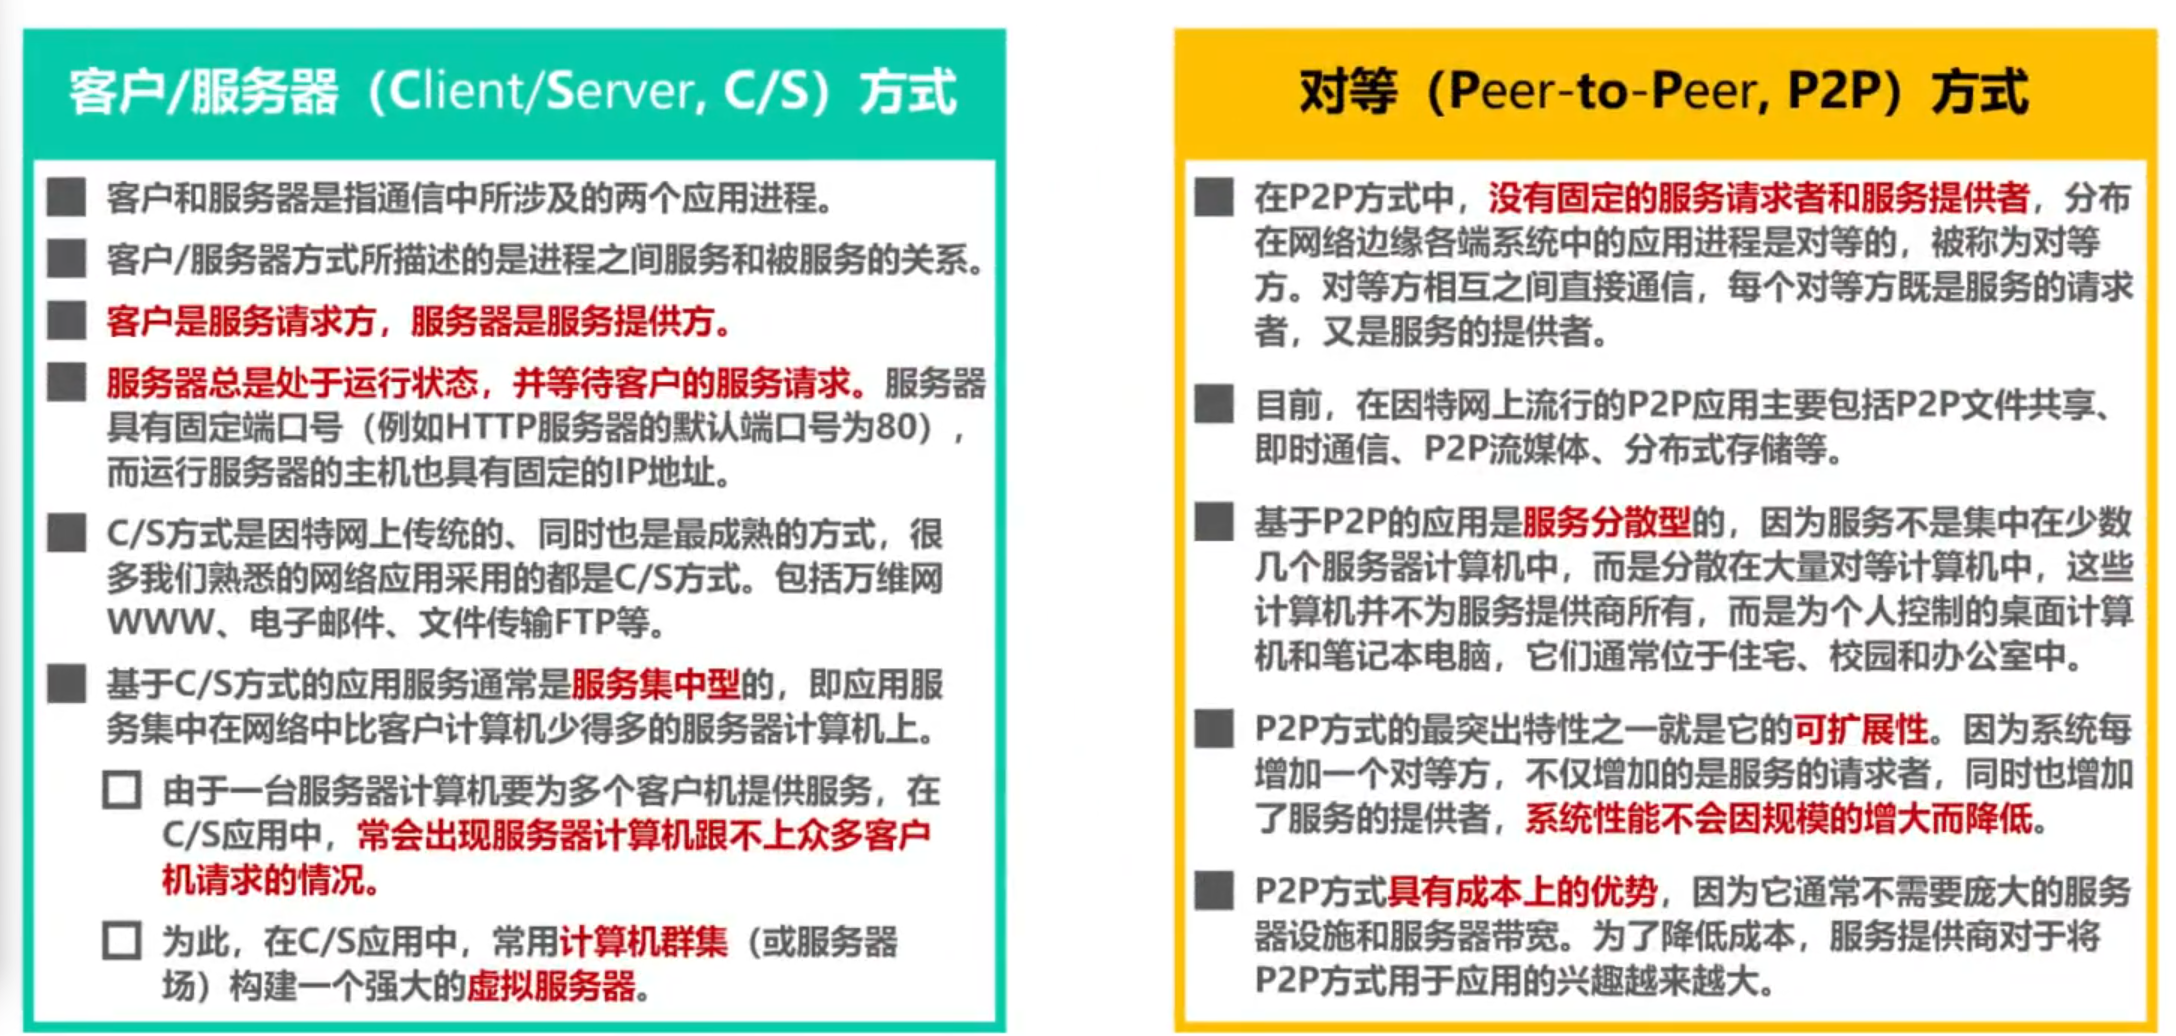 客户/服务器（Client/Server, C/S）方式
客户和服务器是指通信中所涉及的两个应用进程。
客户/服务器方式所描述的是进程之间服务和被服务的关系。
客户是服务请求方，服务器是服务提供方。
服务器总是处于运行状态，并等待客户的服务请求。服务器
具有固定端口号（例如HTTP服务器的默认端口号为80），
而运行服务器的主机也具有固定的IP地址。
C/S方式是因特网上传统的、同时也是最成熟的方式，很
多我们熟悉的网络应用采用的都是C/S方式。包括万维网
WWW、电子邮件、文件传输FTP等。
基于C/S方式的应用服务通常是服务集中型的，即应用服
务集中在网络中比客户计算机少得多的服务器计算机上。
由于一台服务器计算机要为多个客户机提供服务，在
C/S应用中，常会出现服务器计算机跟不上众多客户
机请求的情况。
为此，在C/S应用中，常用计算机群集（或服务器
场）构建一个强大的虚拟服务器。
对等（Peer-to-Peer, P2P）方式
在P2P方式中，没有固定的服务请求者和服务提供者，分布
在网络边缘各端系统中的应用进程是对等的，被称为对等
方。对等方相互之间直接通信，每个对等方既是服务的请求
者，又是服务的提供者。
目前，在因特网上流行的P2P应用主要包括P2P文件共享、
即时通信、P2P流媒体、分布式存储等。
基于P2P的应用是服务分散型的，因为服务不是集中在少数
几个服务器计算机中，而是分散在大量对等计算机中，这些
计算机并不为服务提供商所有，而是为个人控制的桌面计算
机和笔记本电脑，它们通常位于住宅、校园和办公室中。
P2P方式的最突出特性之一就是它的可扩展性。因为系统每
增加一个对等方，不仅增加的是服务的请求者，同时也增加
了服务的提供者，系统性能不会因规模的增大而降低。
P2P方式具有成本上的优势，因为它通常不需要庞大的服务
器设施和服务器带宽。为了降低成本，服务提供商对于将
P2P方式用于应用的兴趣越来越大。